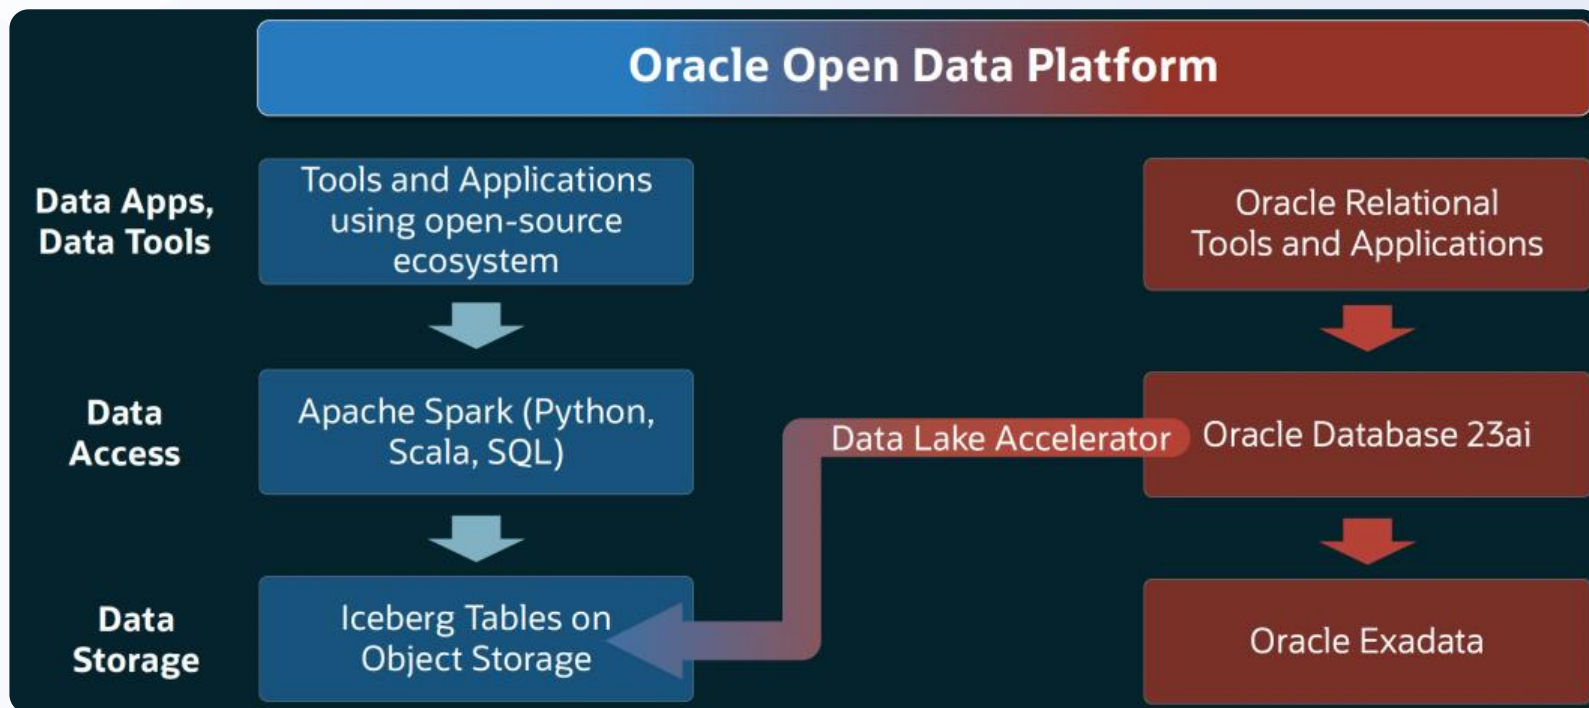 Oracle Open Data Platform
Data Apps,
Data Tools
Tools and Applications
using open-source
ecosystem
Oracle Relational
Tools and Applications
Data
Access
Apache Spark (Python,
Scala, SQL)
Data Lake Accelerator
Oracle Database 23ai
Data
Storage
Iceberg Tables on
Object Storage
Oracle Exadata